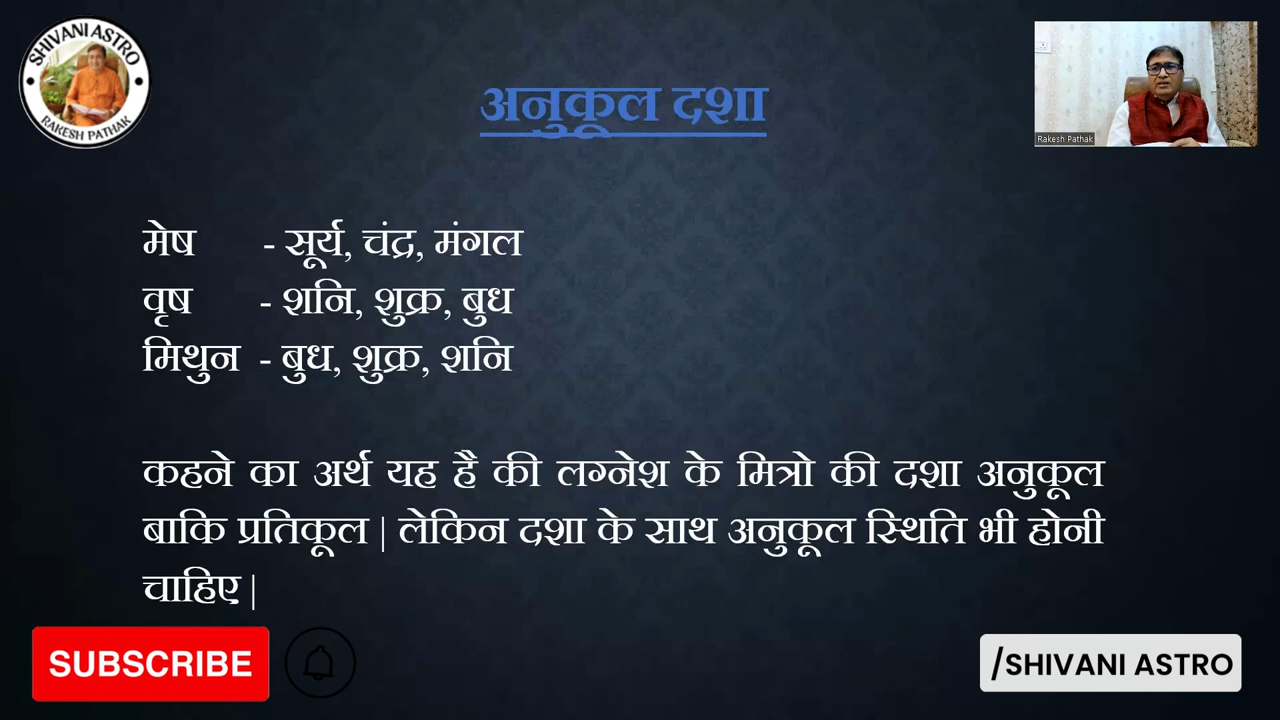 SHIVANI ASTRO
RAKESH PATHAK
अनुकूल दशा
Rakesh Pathak
मेष - सूर्य, चंद्र, मंगल
वृष - शनि, शुक्र, बुध
मिथुन - बुध, शुक्र, शनि
कहने का अर्थ यह है की लग्नेश के मित्रो की दशा अनुकूल
बाकि प्रतिकूल | लेकिन दशा के साथ अनुकूल स्थिति भी होनी
चाहिए |
SUBSCRIBE
/SHIVANI ASTRO